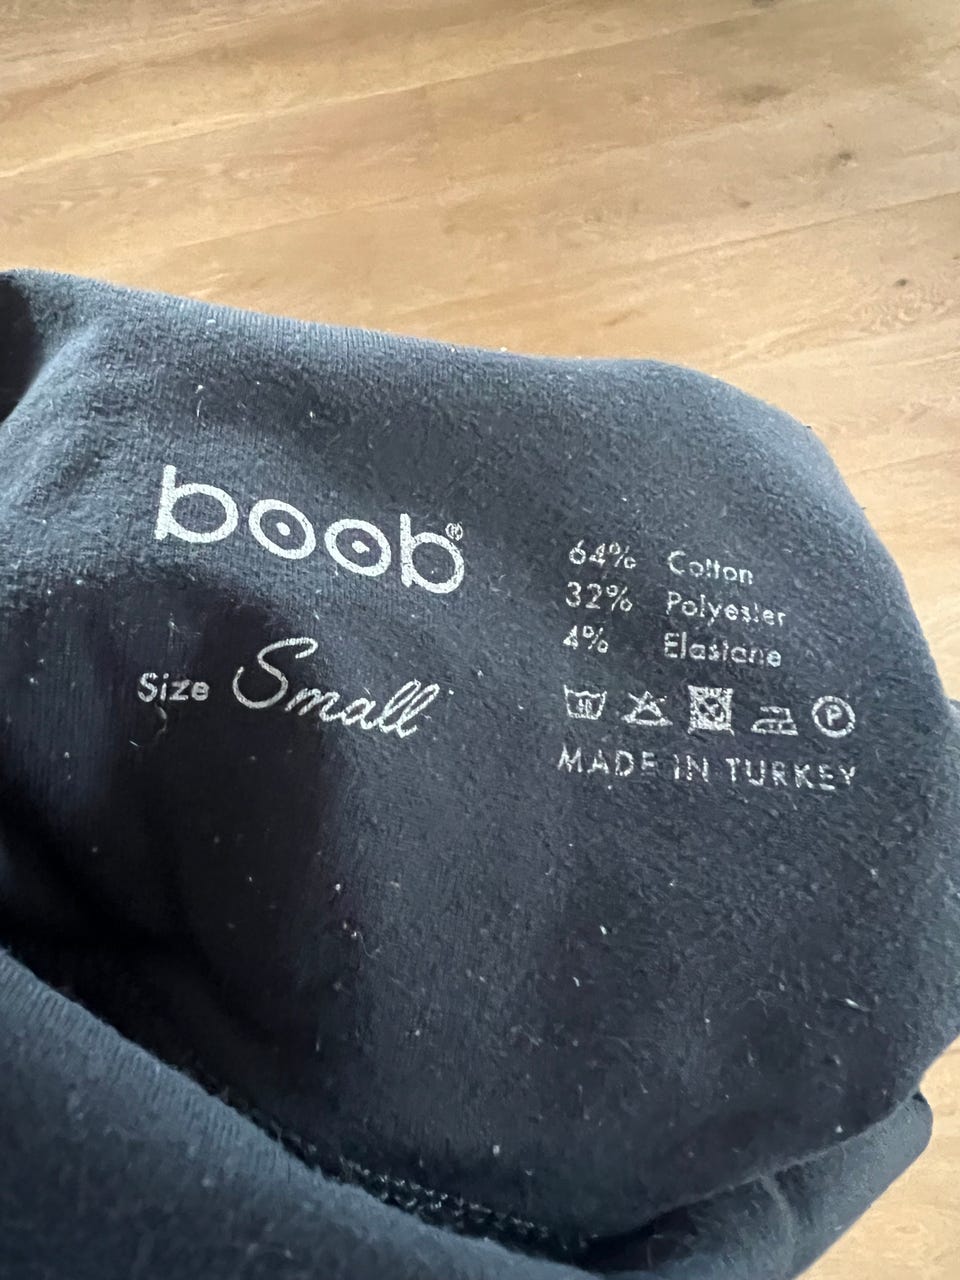 boob®
Size Small
64% Cotton
32% Polyester
4% Elastane
P
MADE IN TURKEY